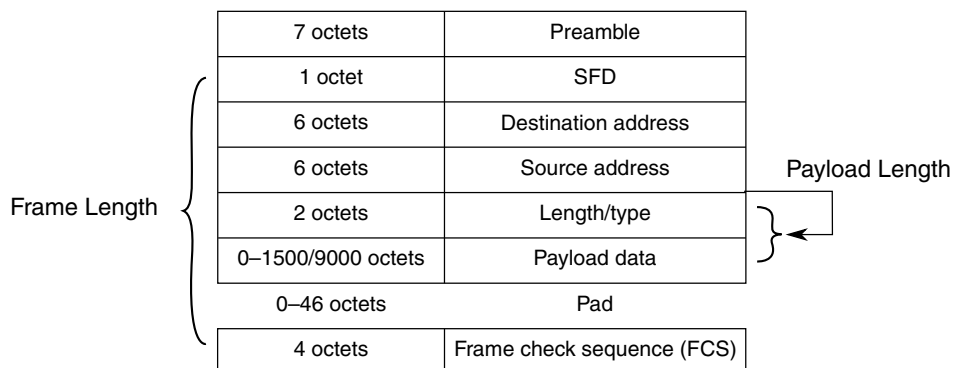 7 octets Preamble
1 octet SFD
6 octets Destination address
6 octets Source address
Payload Length
Frame Length
2 octets Length/type
0–1500/9000 octets Payload data
0–46 octets Pad
4 octets Frame check sequence (FCS)